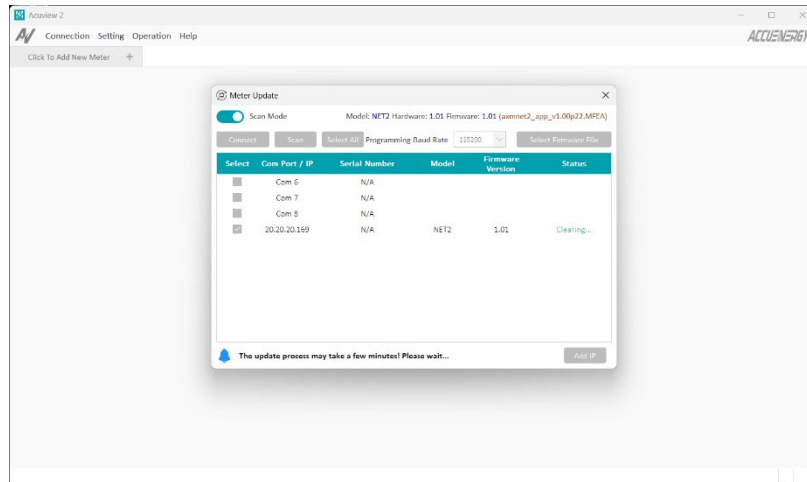 Acuview 2
Connection Setting Operation Help
ACCUENERGY
Click To Add New Meter +
Meter Update
Scan Mode Model: NET2 Hardware: 1.01 Firmware: 1.01 (axmnet2_app_v1.00p22.MFEA)
Connect Scan Select All Programming Baud Rate 115200 Select Firmware File
Select Com Port / IP Serial Number Model Firmware Version Status
Com 6 N/A
Com 7 N/A
Com 8 N/A
20.20.20.169 N/A NET2 1.01 Clearing...
The update process may take a few minutes! Please wait... Add IP